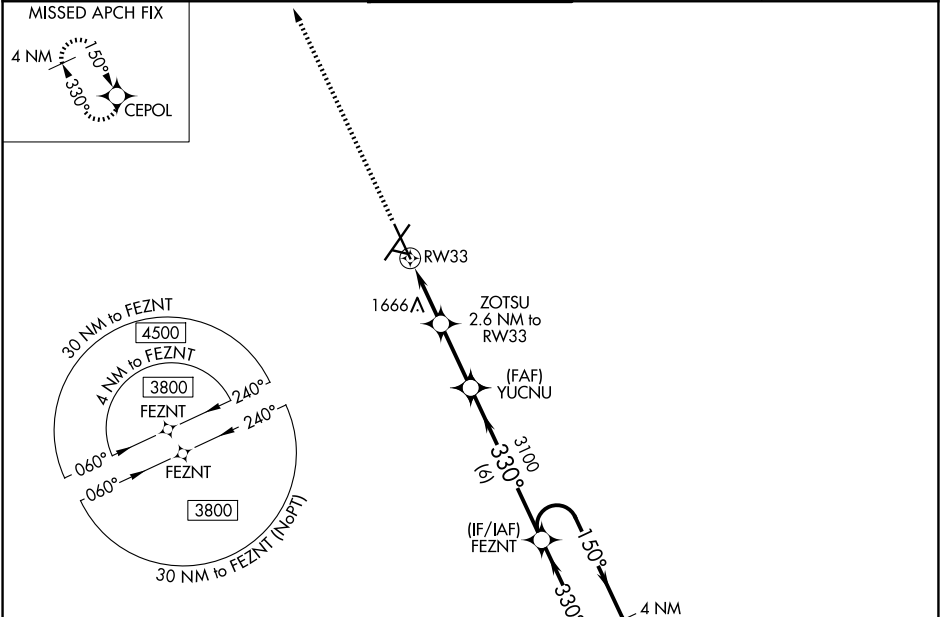 MISSED APCH FIX
4 NM
150°
330°
CEPOL
RW33
1666
ZOTSU
2.6 NM to
RW33
(FAF)
YUCNU
3100
330°
(6)
(IF/IAF)
FEZNT
150°
330°
4 NM
30 NM to FEZNT
4500
4 NM to FEZNT
3800
FEZNT
240°
240°
060°
060°
FEZNT
3800
30 NM to FEZNT (NoPT)